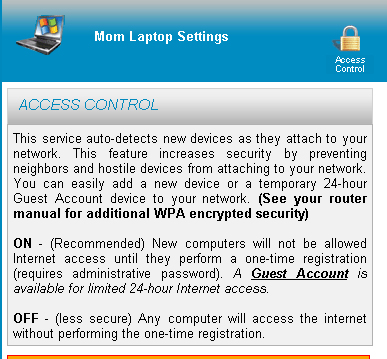 Mom Laptop Settings
Access
Control
ACCESS CONTROL
This service auto-detects new devices as they attach to your
network. This feature increases security by preventing
neighbors and hostile devices from attaching to your network.
You can easily add a new device or a temporary 24-hour
Guest Account device to your network. (See your router
manual for additional WPA encrypted security)
ON - (Recommended) New computers will not be allowed
Internet access until they perform a one-time registration
(requires administrative password). A Guest Account is
available for limited 24-hour Internet access.
OFF - (less secure) Any computer will access the internet
without performing the one-time registration.